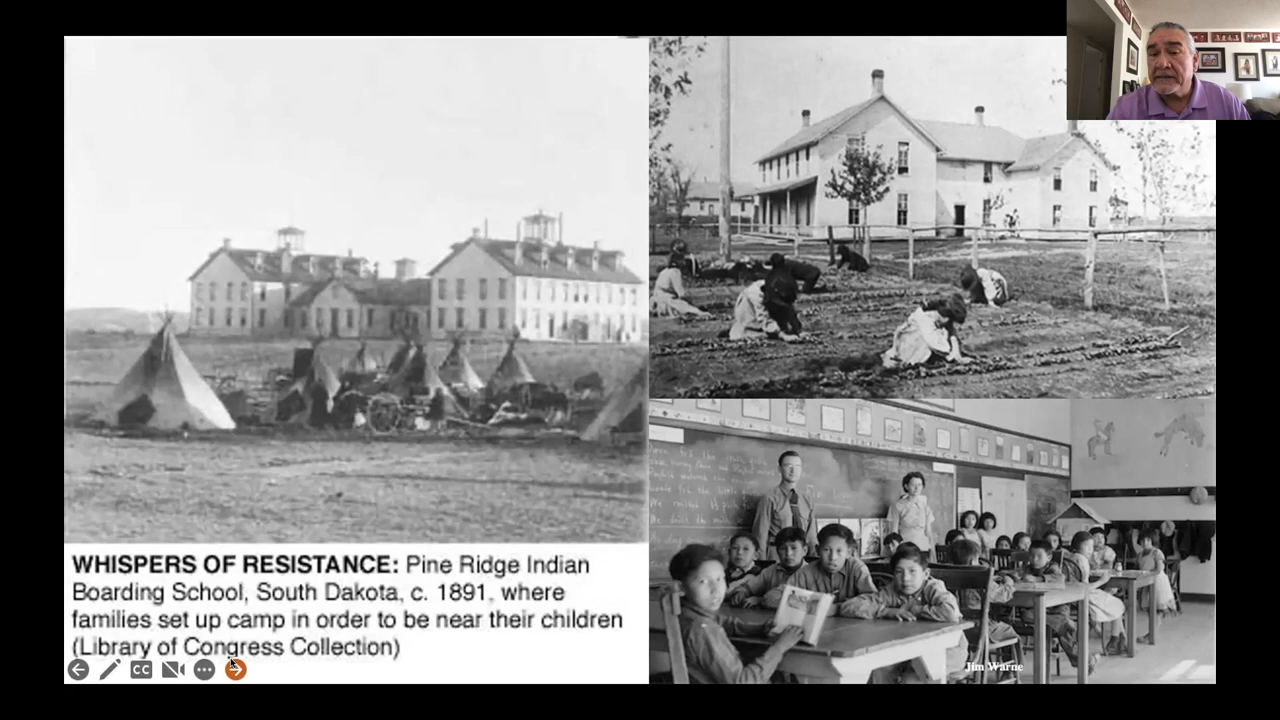 WHISPERS OF RESISTANCE: Pine Ridge Indian
Boarding School, South Dakota, c. 1891, where
families set up camp in order to be near their children
(Library of Congress Collection)
CC
Jim Warne